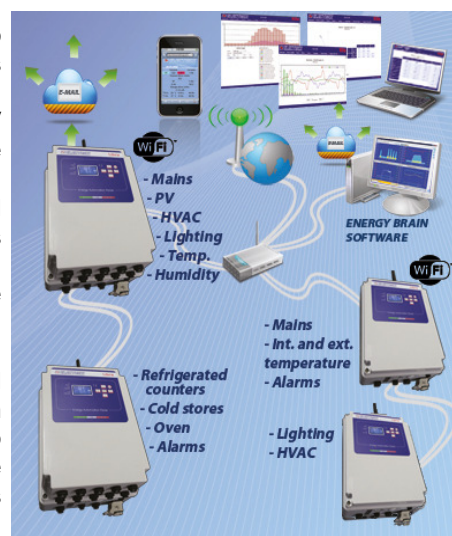 E-MAIL
WiFi
- Mains
- PV
- HVAC
- Lighting
- Temp.
- Humidity
EMAIL
ENERGY BRAIN
SOFTWARE
WiFi
- Mains
- Int. and ext.
temperature
- Alarms
- Refrigerated
counters
- Cold stores
- Oven
- Alarms
- Lighting
- HVAC